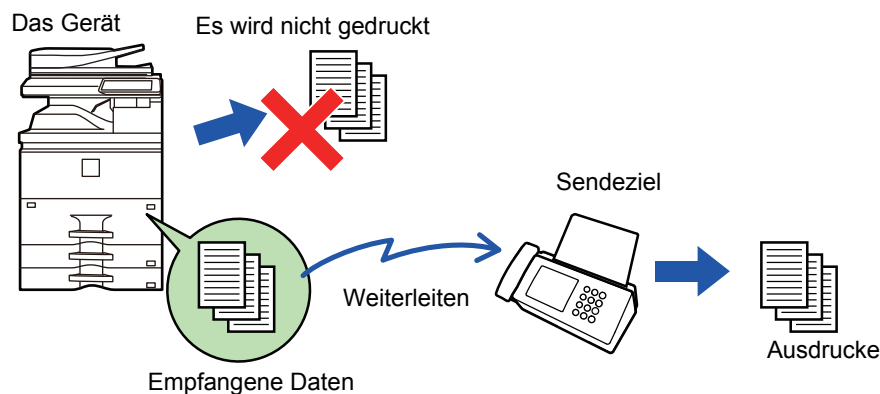 Das Gerät
Es wird nicht gedruckt
Sendeziel
Weiterleiten
Ausdrucke
Empfangene Daten